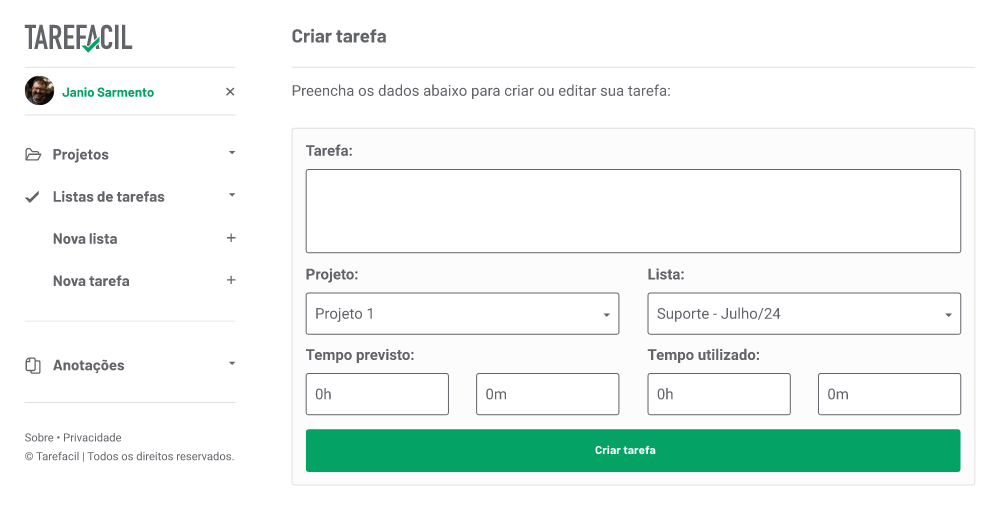 TAREFACIL
Janio Sarmento
Projetos
Listas de tarefas
Nova lista
Nova tarefa
Anotações
Sobre • Privacidade
© Tarefacil | Todos os direitos reservados.
Criar tarefa
Preencha os dados abaixo para criar ou editar sua tarefa:
Tarefa:
Projeto: Lista:
Projeto 1 Suporte - Julho/24
Tempo previsto: Tempo utilizado:
0h 0m 0h 0m
Criar tarefa